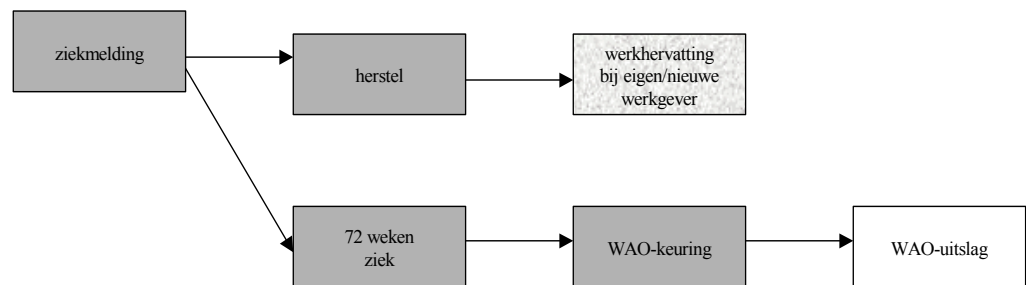 ziekmelding
herstel
werkhervatting
bij eigen/nieuwe
werkgever
72 weken
ziek
WAO-keuring
WAO-uitslag